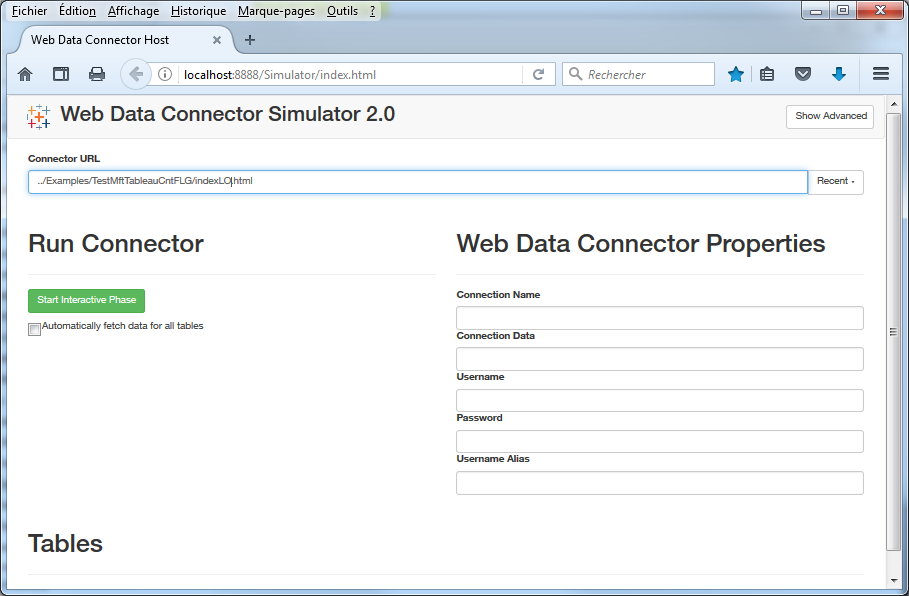 Fichier Édition Affichage Historique Marque-pages Outils ?
Web Data Connector Host
localhost:8888/Simulator/index.html
Rechercher
Web Data Connector Simulator 2.0
Show Advanced
Connector URL
../Examples/TestMftTableauCntFLG/indexLO.html
Recent
Run Connector
Web Data Connector Properties
Start Interactive Phase
Automatically fetch data for all tables
Connection Name
Connection Data
Username
Password
Username Alias
Tables